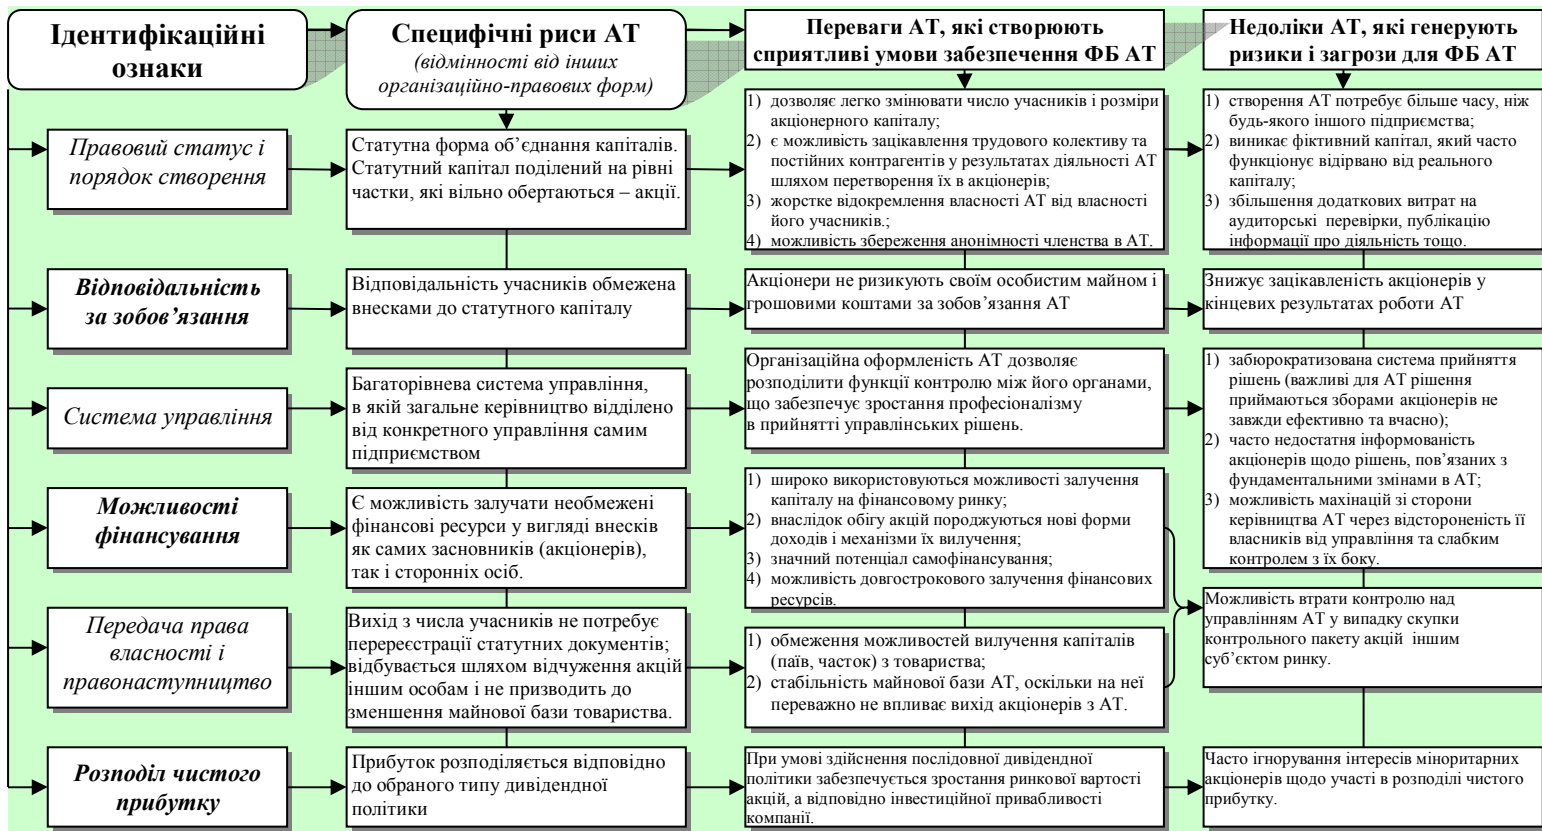 Ідентифікаційні
ознаки
Специфічні риси АТ
(відмінності від інших
організаційно-правових форм)
Переваги АТ, які створюють
сприятливі умови забезпечення ФБ АТ
Недоліки АТ, які генерують
ризики і загрози для ФБ АТ
Правовий статус і
порядок створення
Статутна форма об’єднання капіталів.
Статутний капітал поділений на рівні
частки, які вільно обертаються – акції.
1) дозволяє легко змінювати число учасників і розміри
акціонерного капіталу;
2) є можливість зацікавлення трудового колективу та
постійних контрагентів у результатах діяльності АТ
шляхом перетворення їх в акціонерів;
3) жорстке відокремлення власності АТ від власності
його учасників.;
4) можливість збереження анонімності членства в АТ.
1) створення АТ потребує більше часу, ніж
будь-якого іншого підприємства;
2) виникає фіктивний капітал, який часто
функціонує відірвано від реального
капіталу;
3) збільшення додаткових витрат на
аудиторські перевірки, публікацію
інформації про діяльність тощо.
Відповідальність
за зобов’язання
Відповідальність учасників обмежена
внесками до статутного капіталу
Акціонери не ризикують своїм особистим майном і
грошовими коштами за зобов’язання АТ
Знижує зацікавленість акціонерів у
кінцевих результатах роботи АТ
Система управління
Багаторівнева система управління,
в якій загальне керівництво відділено
від конкретного управління самим
підприємством
Організаційна оформленість АТ дозволяє
розподілити функції контролю між його органами,
що забезпечує зростання професіоналізму
в прийнятті управлінських рішень.
1) забюрократизована система прийняття
рішень (важливі для АТ рішення
приймаються зборами акціонерів не
завжди ефективно та вчасно);
2) часто недостатня інформованість
акціонерів щодо рішень, пов’язаних з
фундаментальними змінами в АТ;
3) можливість махінацій зі сторони
керівництва АТ через відстороненість її
власників від управління та слабким
контролем з їх боку.
Можливості
фінансування
Є можливість залучати необмежені
фінансові ресурси у вигляді внесків
як самих засновників (акціонерів),
так і сторонніх осіб.
1) широко використовуються можливості залучення
капіталу на фінансовому ринку;
2) внаслідок обігу акцій породжуються нові форми
доходів і механізми їх вилучення;
3) значний потенціал самофінансування;
4) можливість довгострокового залучення фінансових
ресурсів.
Можливість втрати контролю над
управлінням АТ у випадку скупки
контрольного пакету акцій іншим
суб’єктом ринку.
Передача права
власності і
правонаступництво
Вихід з числа учасників не потребує
перереєстрації статутних документів;
відбувається шляхом відчуження акцій
іншим особам і не призводить до
зменшення майнової бази товариства.
1) обмеження можливостей вилучення капіталів
(паїв, часток) з товариства;
2) стабільність майнової бази АТ, оскільки на неї
переважно не впливає вихід акціонерів з АТ.
Розподіл чистого
прибутку
Прибуток розподіляється відповідно
до обраного типу дивідендної
політики
При умові здійснення послідовної дивідендної
політики забезпечується зростання ринкової вартості
акцій, а відповідно інвестиційної привабливості
компанії.
Часто ігнорування інтересів міноритарних
акціонерів щодо участі в розподілі чистого
прибутку.